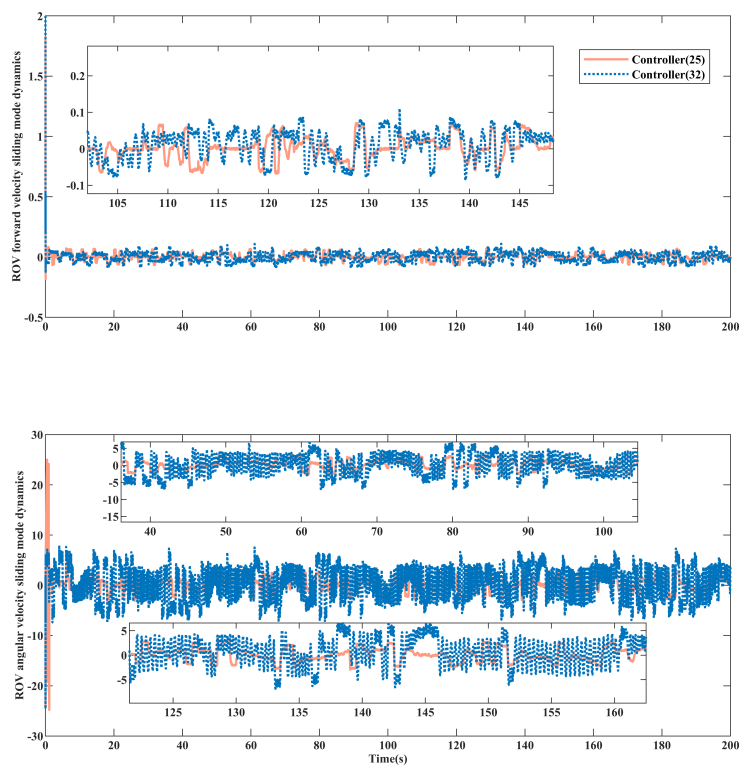 2
1.5
1
0.5
0
-0.5
ROV forward velocity sliding mode dynamics
0.2
0.1
0
-0.1
105 110 115 120 125 130 135 140 145
Controller(25)
Controller(32)
0 20 40 60 80 100 120 140 160 180 200
30
20
10
0
-10
-20
-30
ROV angular velocity sliding mode dynamics
5
0
-5
-10
-15
40 50 60 70 80 90 100
5
0
-5
125 130 135 140 145 150 155 160
0 20 40 60 80 100 120 140 160 180 200
Time(s)